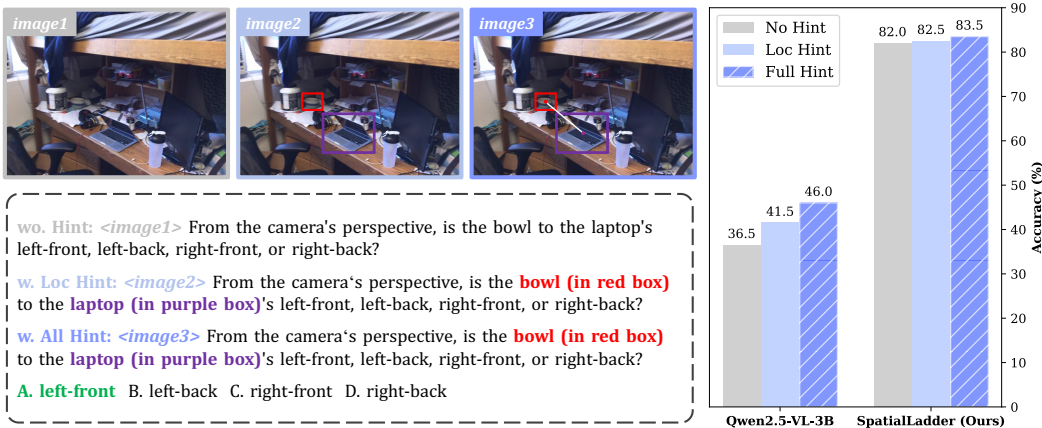 image1
image2
image3
wo. Hint: <image1> From the camera's perspective, is the bowl to the laptop's
left-front, left-back, right-front, or right-back?
w. Loc Hint: <image2> From the camera‘s perspective, is the bowl (in red box)
to the laptop (in purple box)'s left-front, left-back, right-front, or right-back?
w. All Hint: <image3> From the camera‘s perspective, is the bowl (in red box)
to the laptop (in purple box)'s left-front, left-back, right-front, or right-back?
A. left-front B. left-back C. right-front D. right-back
No Hint
Loc Hint
Full Hint
36.5
41.5
46.0
82.0
82.5
83.5
90
80
70
60
50
40
30
20
10
0
Accuracy (%)
Qwen2.5-VL-3B
SpatialLadder (Ours)